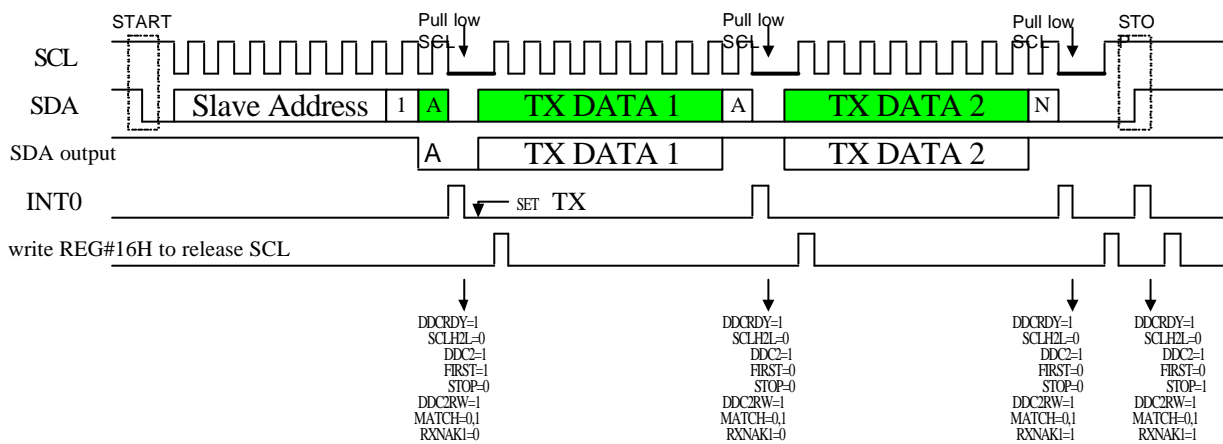 START
Pull low
SCL
Pull low
SCL
Pull low
SCL
STO
P
SCL
SDA
Slave Address
1
A
TX DATA 1
A
TX DATA 2
N
SDA output
A
TX DATA 1
TX DATA 2
INT0
SET TX
write REG#16H to release SCL
DDCRDY=1
SCLH2L=0
DDC2=1
FIRST=1
STOP=0
DDC2RW=1
MATCH=0,1
RXNAK1=0
DDCRDY=1
SCLH2L=0
DDC2=1
FIRST=0
STOP=0
DDC2RW=1
MATCH=0,1
RXNAK1=0
DDCRDY=1
SCLH2L=0
DDC2=1
FIRST=0
STOP=0
DDC2RW=1
MATCH=0,1
RXNAK1=1
DDCRDY=1
SCLH2L=0
DDC2=1
FIRST=0
STOP=1
DDC2RW=1
MATCH=0,1
RXNAK1=1